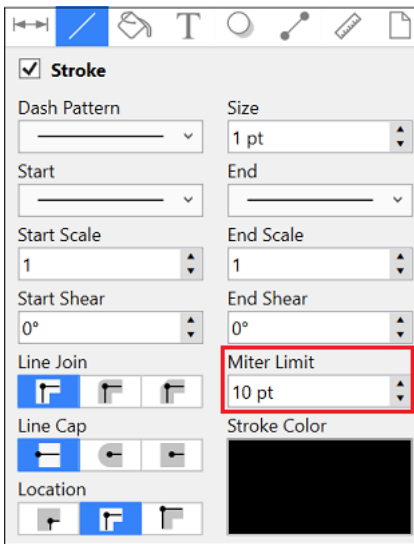 T
Stroke
Dash Pattern Size
1 pt
Start End
Start Scale End Scale
1 1
Start Shear End Shear
0° 0°
Line Join Miter Limit
10 pt
Line Cap Stroke Color
Location